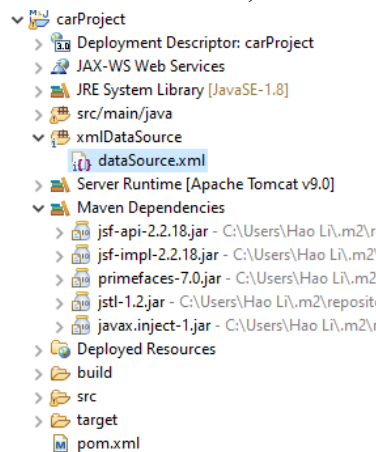 carProject
Deployment Descriptor: carProject
JAX-WS Web Services
JRE System Library [JavaSE-1.8]
src/main/java
xmlDataSource
dataSource.xml
Server Runtime [Apache Tomcat v9.0]
Maven Dependencies
jsf-api-2.2.18.jar - C:\Users\Hao Li\.m2\r
jsf-impl-2.2.18.jar - C:\Users\Hao Li\.m2\
primefaces-7.0.jar - C:\Users\Hao Li\.m2
jstl-1.2.jar - C:\Users\Hao Li\.m2\reposit
javax.inject-1.jar - C:\Users\Hao Li\.m2\r
Deployed Resources
build
src
target
pom.xml